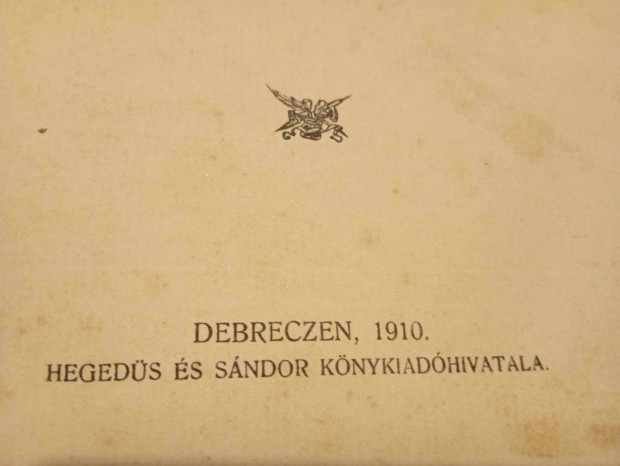 DEBRECZEN, 1910.
HEGEDÜS ÉS SÁNDOR KÖNYKIADÓHIVATALA.